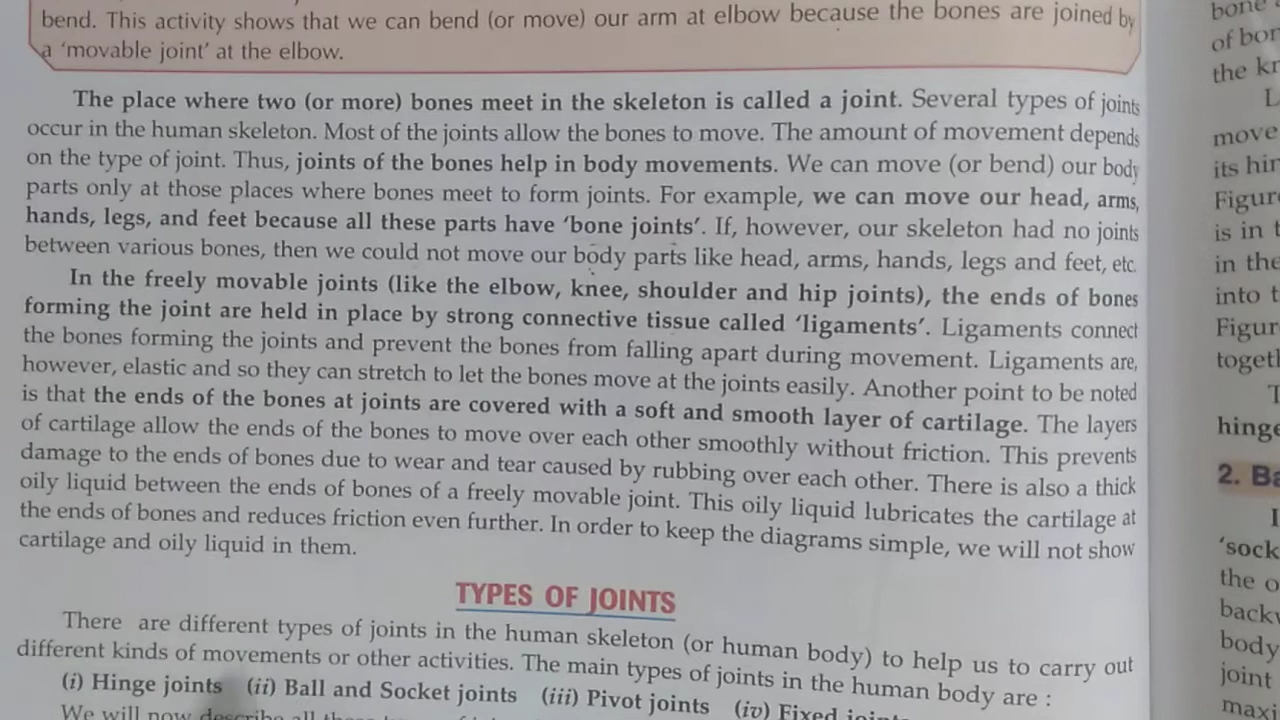 bend. This activity shows that we can bend (or move) our arm at elbow because the bones are joined by
a ‘movable joint’ at the elbow.
The place where two (or more) bones meet in the skeleton is called a joint. Several types of joints
occur in the human skeleton. Most of the joints allow the bones to move. The amount of movement depends
on the type of joint. Thus, joints of the bones help in body movements. We can move (or bend) our body
parts only at those places where bones meet to form joints. For example, we can move our head, arms,
hands, legs, and feet because all these parts have ‘bone joints’. If, however, our skeleton had no joints
between various bones, then we could not move our body parts like head, arms, hands, legs and feet, etc.
In the freely movable joints (like the elbow, knee, shoulder and hip joints), the ends of bones
forming the joint are held in place by strong connective tissue called ‘ligaments’. Ligaments connect
the bones forming the joints and prevent the bones from falling apart during movement. Ligaments are,
however, elastic and so they can stretch to let the bones move at the joints easily. Another point to be noted
is that the ends of the bones at joints are covered with a soft and smooth layer of cartilage. The layers
of cartilage allow the ends of the bones to move over each other smoothly without friction. This prevents
damage to the ends of bones due to wear and tear caused by rubbing over each other. There is also a thick
oily liquid between the ends of bones of a freely movable joint. This oily liquid lubricates the cartilage at
the ends of bones and reduces friction even further. In order to keep the diagrams simple, we will not show
cartilage and oily liquid in them.
TYPES OF JOINTS
There are different types of joints in the human skeleton (or human body) to help us to carry out
different kinds of movements or other activities. The main types of joints in the human body are :
(i) Hinge joints (ii) Ball and Socket joints (iii) Pivot joints (iv) Fixed joints
We will now describe all
bone
of
the
move
its
is in
in the
into
2.
‘sock
the
body
joint